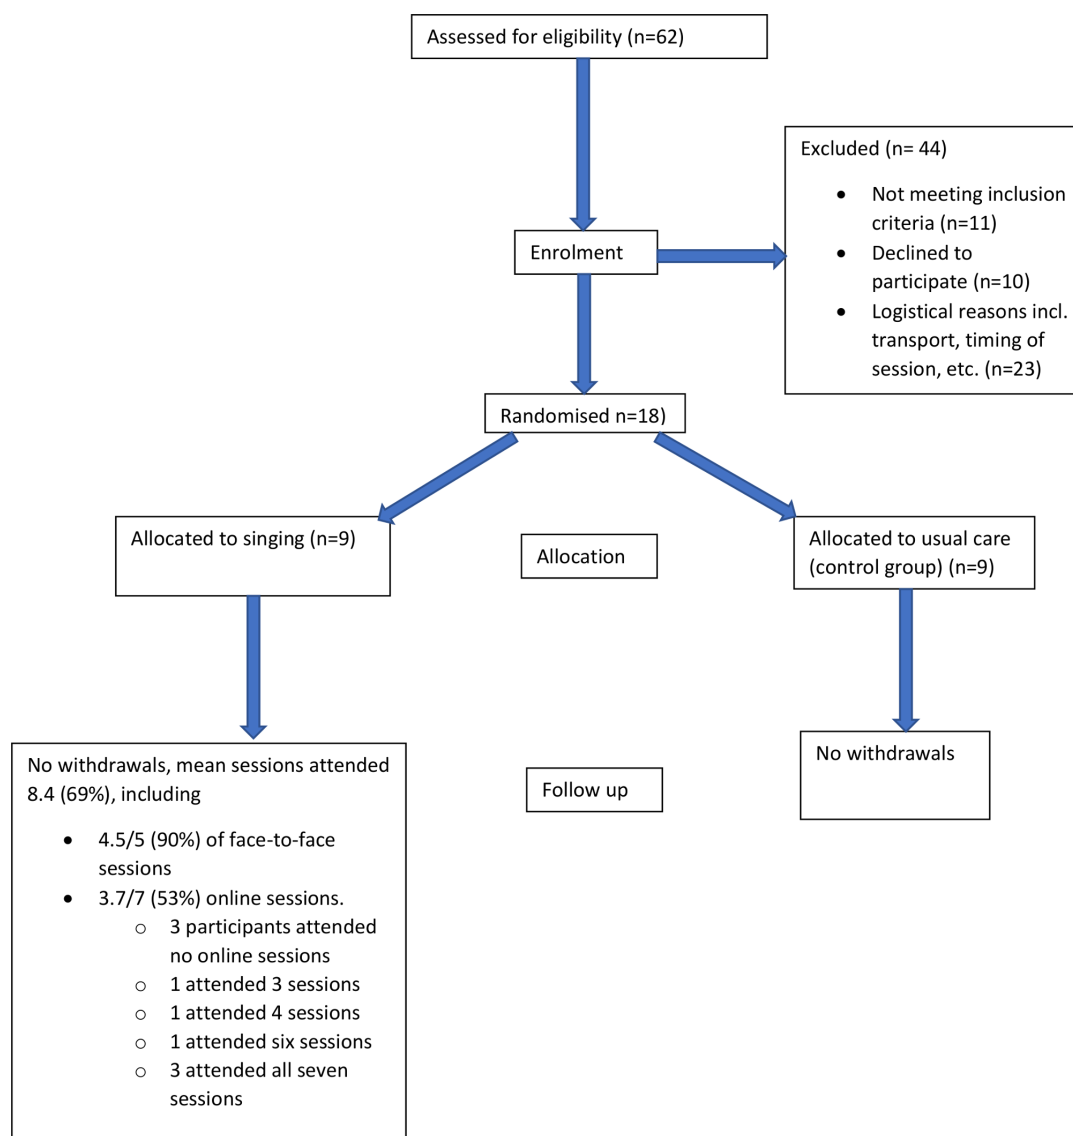 Assessed for eligibility (n=62)
Excluded (n= 44)
• Not meeting inclusion
criteria (n=11)
• Declined to
participate (n=10)
• Logistical reasons incl.
transport, timing of
session, etc. (n=23)
Enrolment
Randomised n=18)
Allocated to singing (n=9)
Allocation
Allocated to usual care
(control group) (n=9)
No withdrawals, mean sessions attended
8.4 (69%), including
• 4.5/5 (90%) of face-to-face
sessions
• 3.7/7 (53%) online sessions.
o 3 participants attended
no online sessions
o 1 attended 3 sessions
o 1 attended 4 sessions
o 1 attended six sessions
o 3 attended all seven
sessions
Follow up
No withdrawals